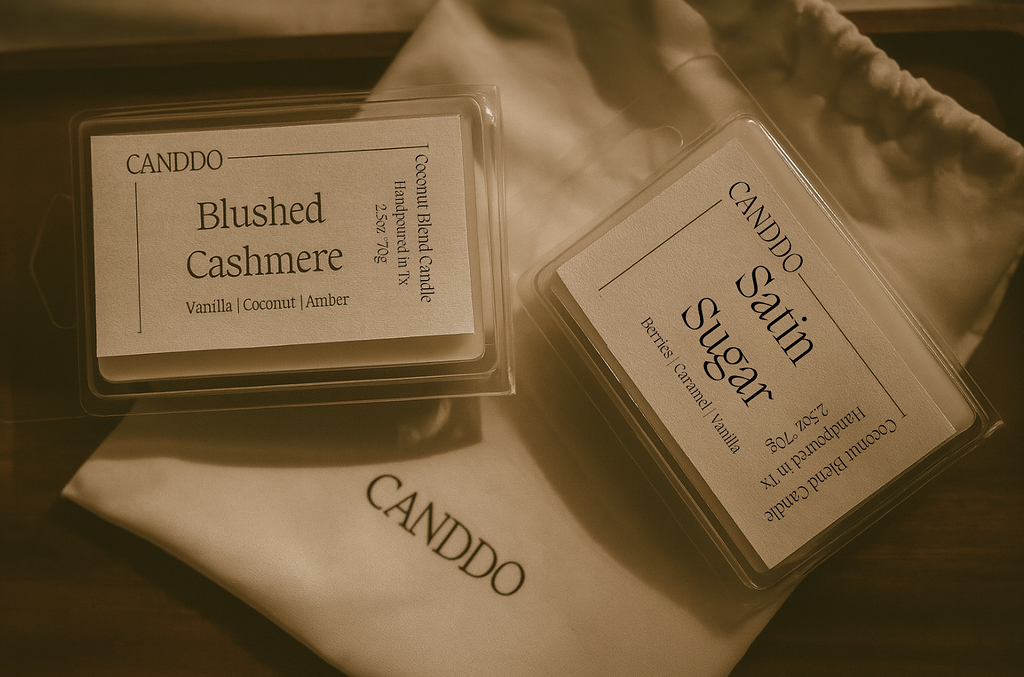 CANDDO
Blushed
Cashmere
Vanilla | Coconut | Amber
Coconut Blend Candle
Handpoured in Tx
2.5oz °70g
CANDDO
Satin
Sugar
Berries | Caramel | Vanilla
Coconut Blend Candle
Handpoured in Tx
2.5oz °70g
CANDDO